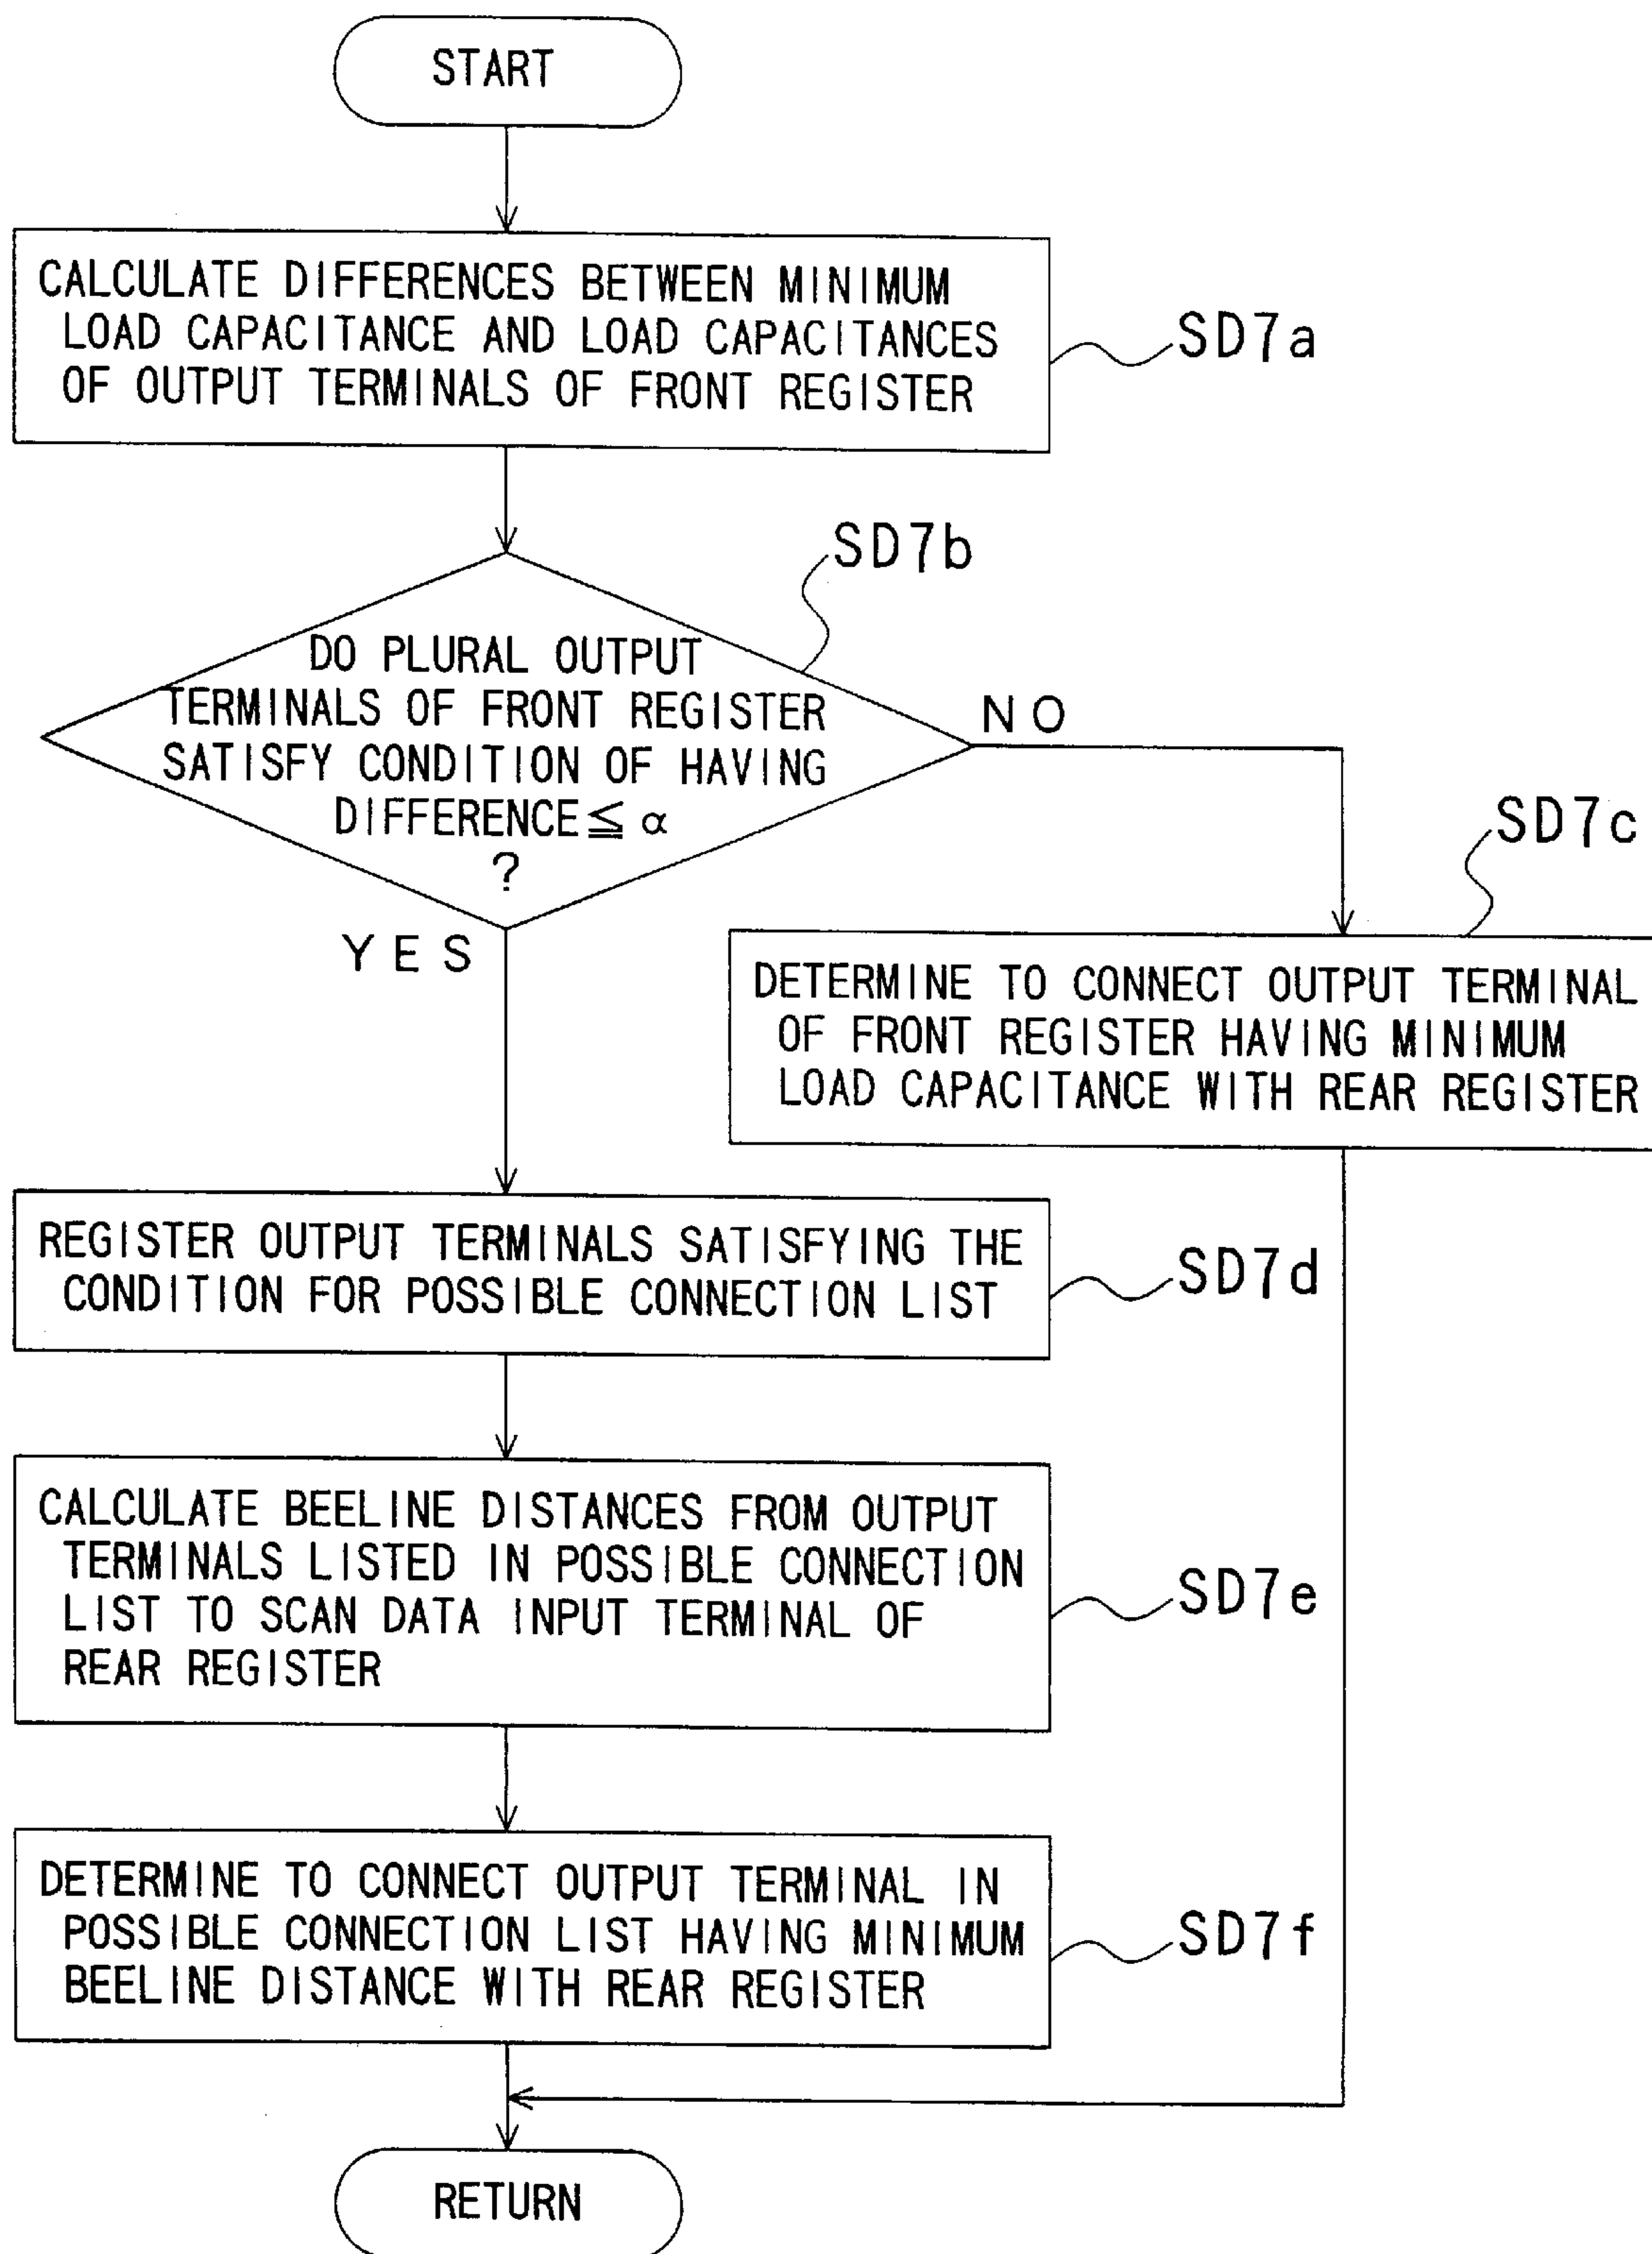 START
CALCULATE DIFFERENCES BETWEEN MINIMUM
LOAD CAPACITANCE AND LOAD CAPACITANCES
OF OUTPUT TERMINALS OF FRONT REGISTER
SD7a
SD7b
DO PLURAL OUTPUT
TERMINALS OF FRONT REGISTER
SATISFY CONDITION OF HAVING
DIFFERENCE≦ α
?
NO
YES
SD7c
DETERMINE TO CONNECT OUTPUT TERMINAL
OF FRONT REGISTER HAVING MINIMUM
LOAD CAPACITANCE WITH REAR REGISTER
REGISTER OUTPUT TERMINALS SATISFYING THE
CONDITION FOR POSSIBLE CONNECTION LIST
SD7d
CALCULATE BEELINE DISTANCES FROM OUTPUT
TERMINALS LISTED IN POSSIBLE CONNECTION
LIST TO SCAN DATA INPUT TERMINAL OF
REAR REGISTER
SD7e
DETERMINE TO CONNECT OUTPUT TERMINAL IN
POSSIBLE CONNECTION LIST HAVING MINIMUM
BEELINE DISTANCE WITH REAR REGISTER
SD7f
RETURN